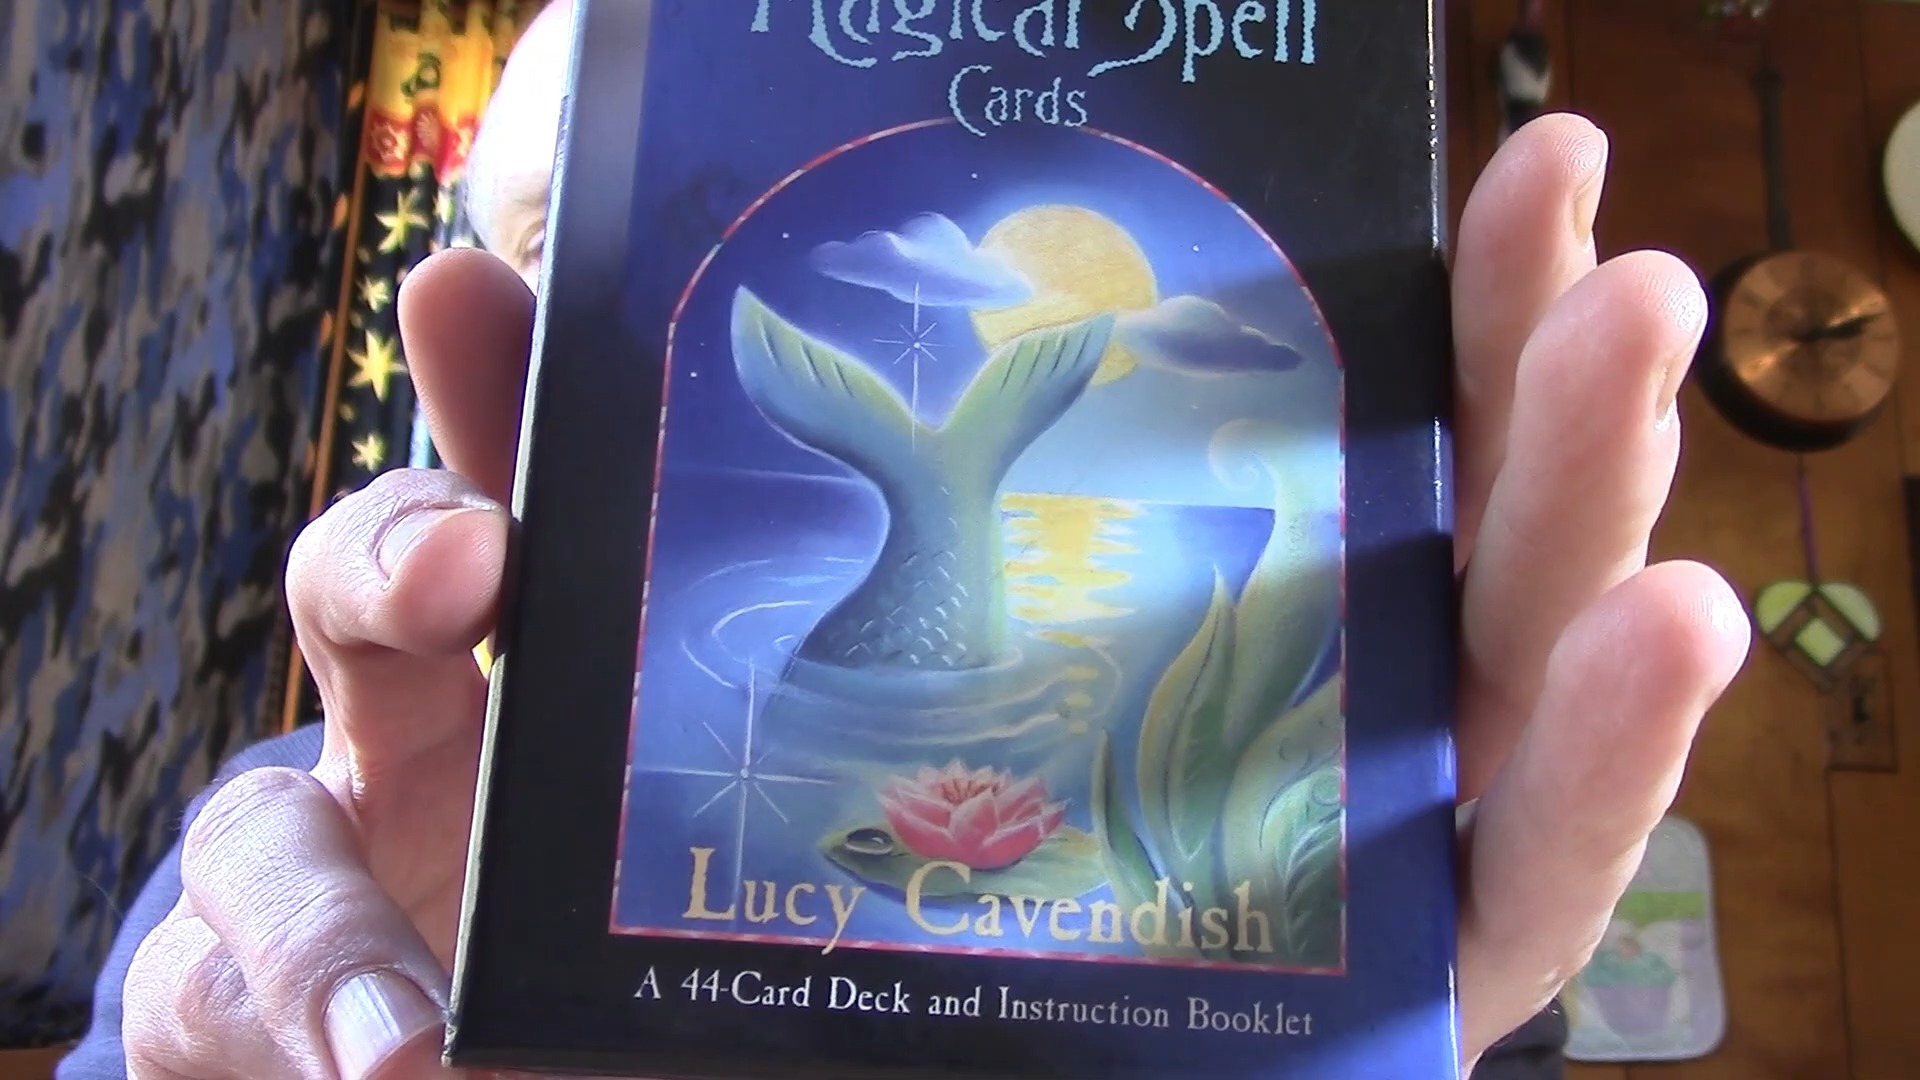 Magical Spell
Cards
Lucy Cavendish
A 44-Card Deck and Instruction Booklet